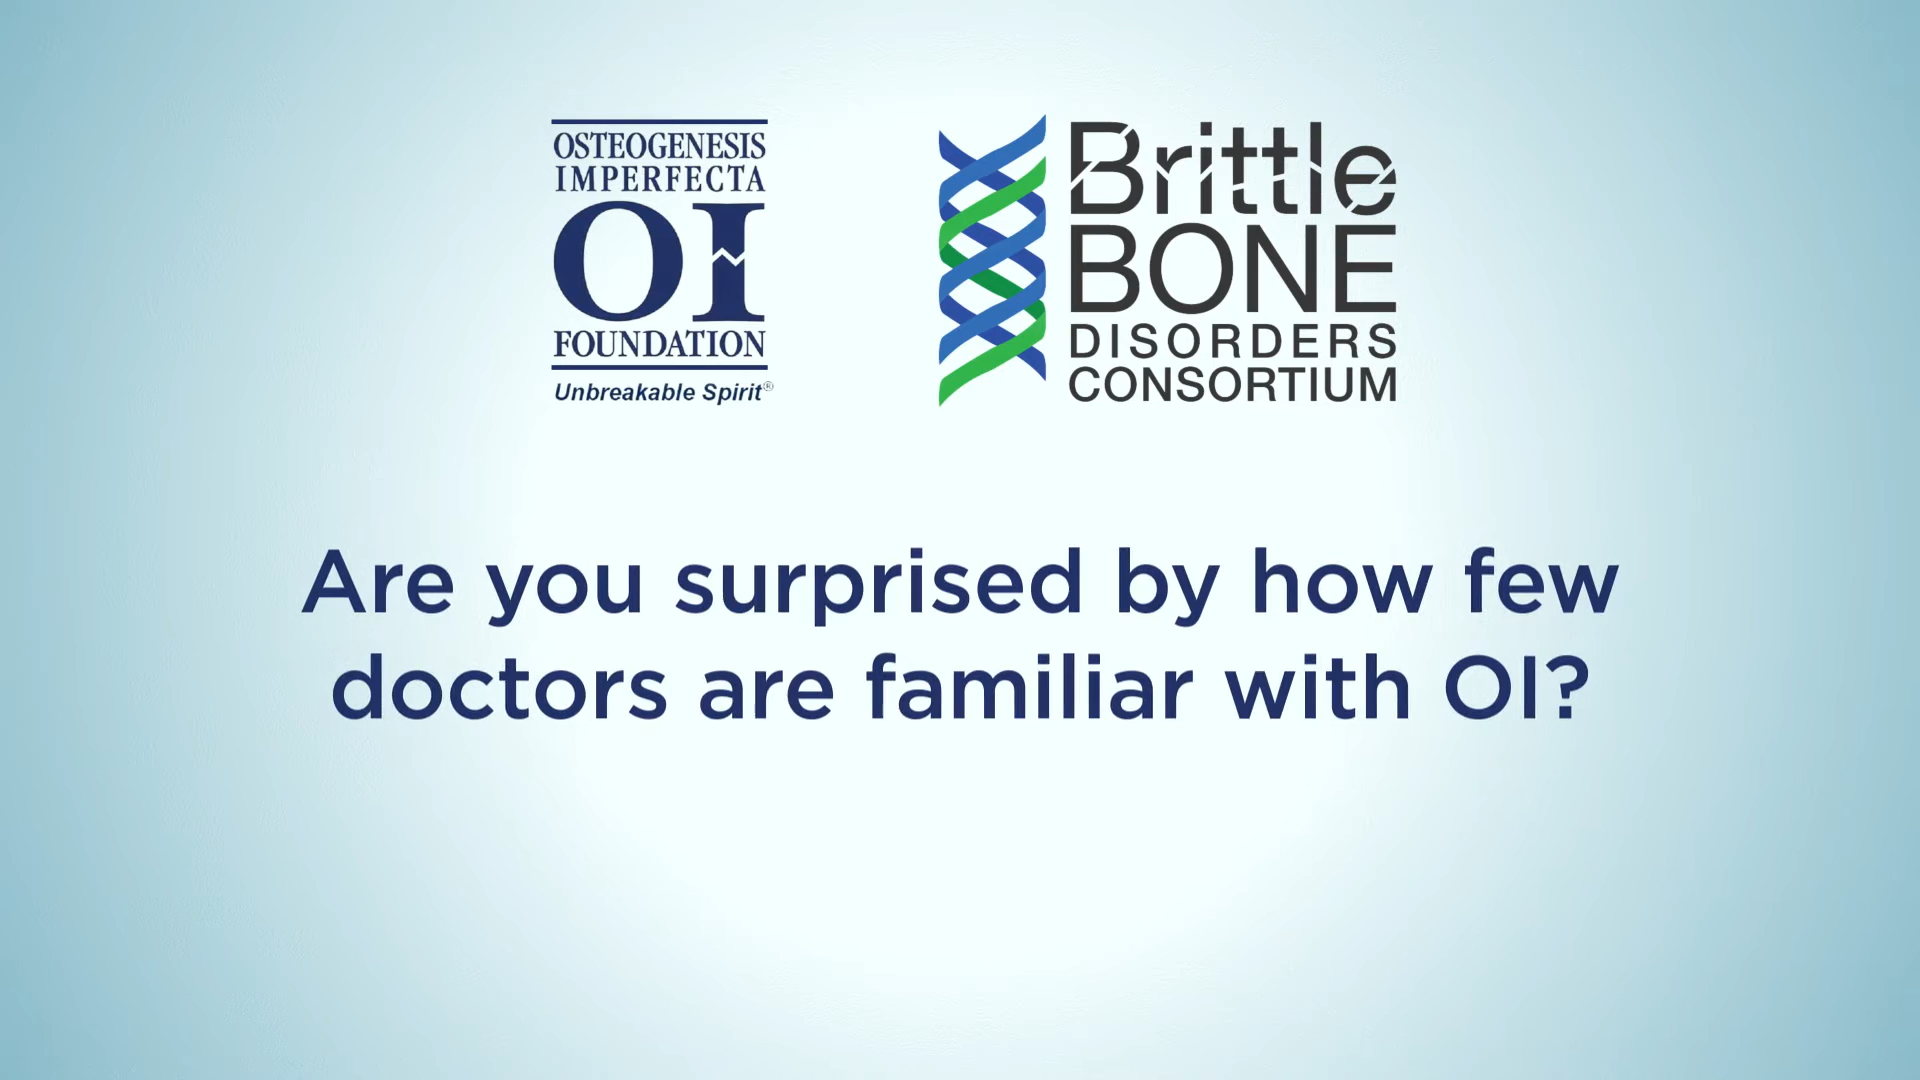 OSTEOGENESIS
IMPERFECTA
OI
FOUNDATION
Unbreakable Spirit®
Brittle
BONE
DISORDERS
CONSORTIUM
Are you surprised by how few
doctors are familiar with OI?